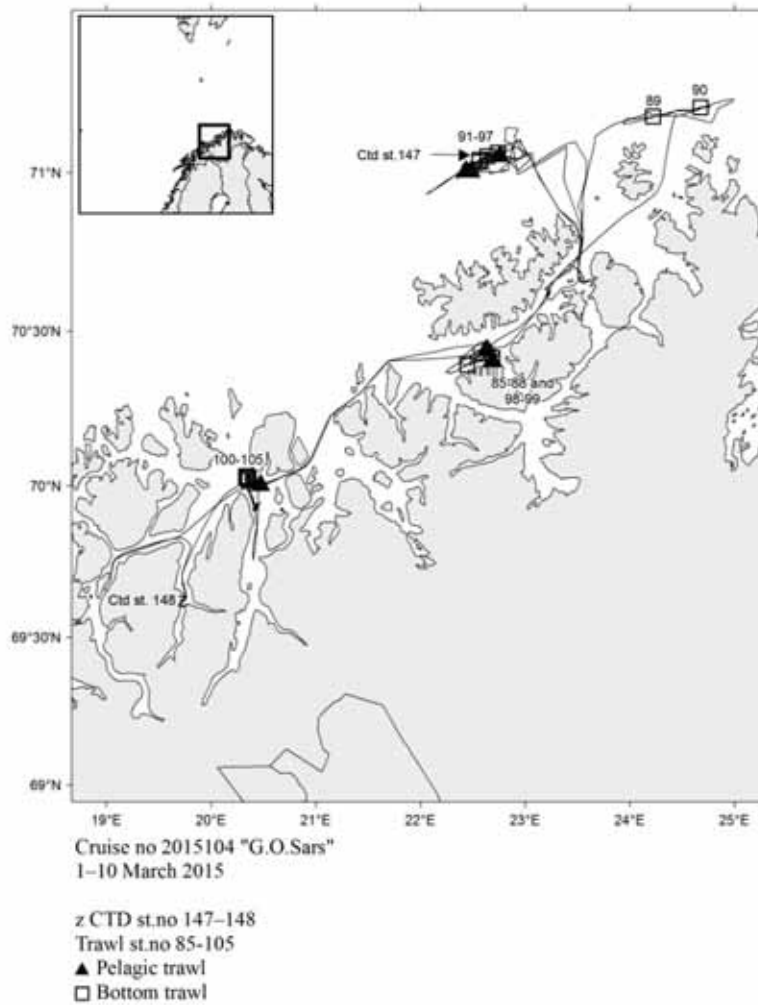 89
90
91-97
Ctd st.147
71°N
70°30'N
85-88 and
98-99
100-105
70°N
Ctd st. 148 z
69°30'N
69°N
19°E 20°E 21°E 22°E 23°E 24°E 25°E
Cruise no 2015104 "G.O.Sars"
1–10 March 2015
z CTD st.no 147–148
Trawl st.no 85-105
▲ Pelagic trawl
□ Bottom trawl